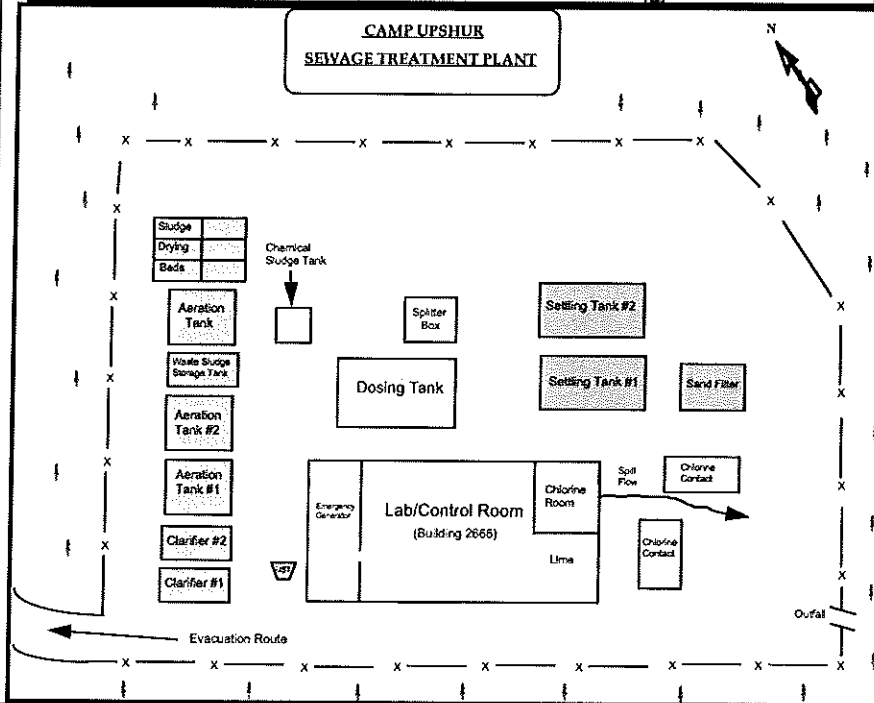 CAMP UPSHUR
SEWAGE TREATMENT PLANT
N
Sludge
Drying
Beds
Chemical
Sludge Tank
Aeration
Tank
Splitter
Box
Settling Tank #2
Waste Sludge
Storage Tank
Dosing Tank
Settling Tank #1
Sand Filter
Aeration
Tank #2
Aeration
Tank #1
Emergency
Generator
Lab/Control Room
(Building 2666)
Chlorine
Room
Lime
Spill
Flow
Chlorine
Contact
Chlorine
Contact
Clarifier #2
Clarifier #1
Outfall
Evacuation Route